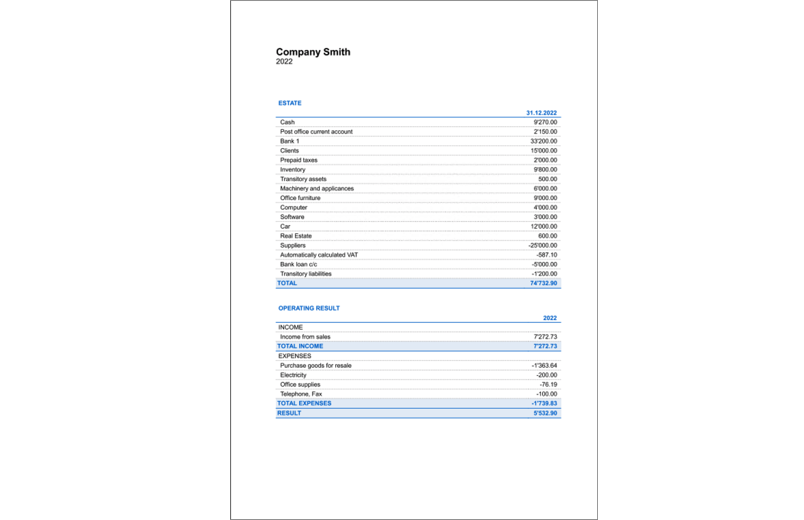 Company Smith
2022
ESTATE
31.12.2022
Cash 9'270.00
Post office current account 2'150.00
Bank 1 33'200.00
Clients 15'000.00
Prepaid taxes 2'000.00
Inventory 9'800.00
Transitory assets 500.00
Machinery and applicances 6'000.00
Office furniture 9'000.00
Computer 4'000.00
Software 3'000.00
Car 12'000.00
Real Estate 600.00
Suppliers -25'000.00
Automatically calculated VAT -587.10
Bank loan c/c -5'000.00
Transitory liabilities -1'200.00
TOTAL 74'732.90
OPERATING RESULT
2022
INCOME
Income from sales 7'272.73
TOTAL INCOME 7'272.73
EXPENSES
Purchase goods for resale -1'363.64
Electricity -200.00
Office supplies -76.19
Telephone, Fax -100.00
TOTAL EXPENSES -1'739.83
RESULT 5'532.90